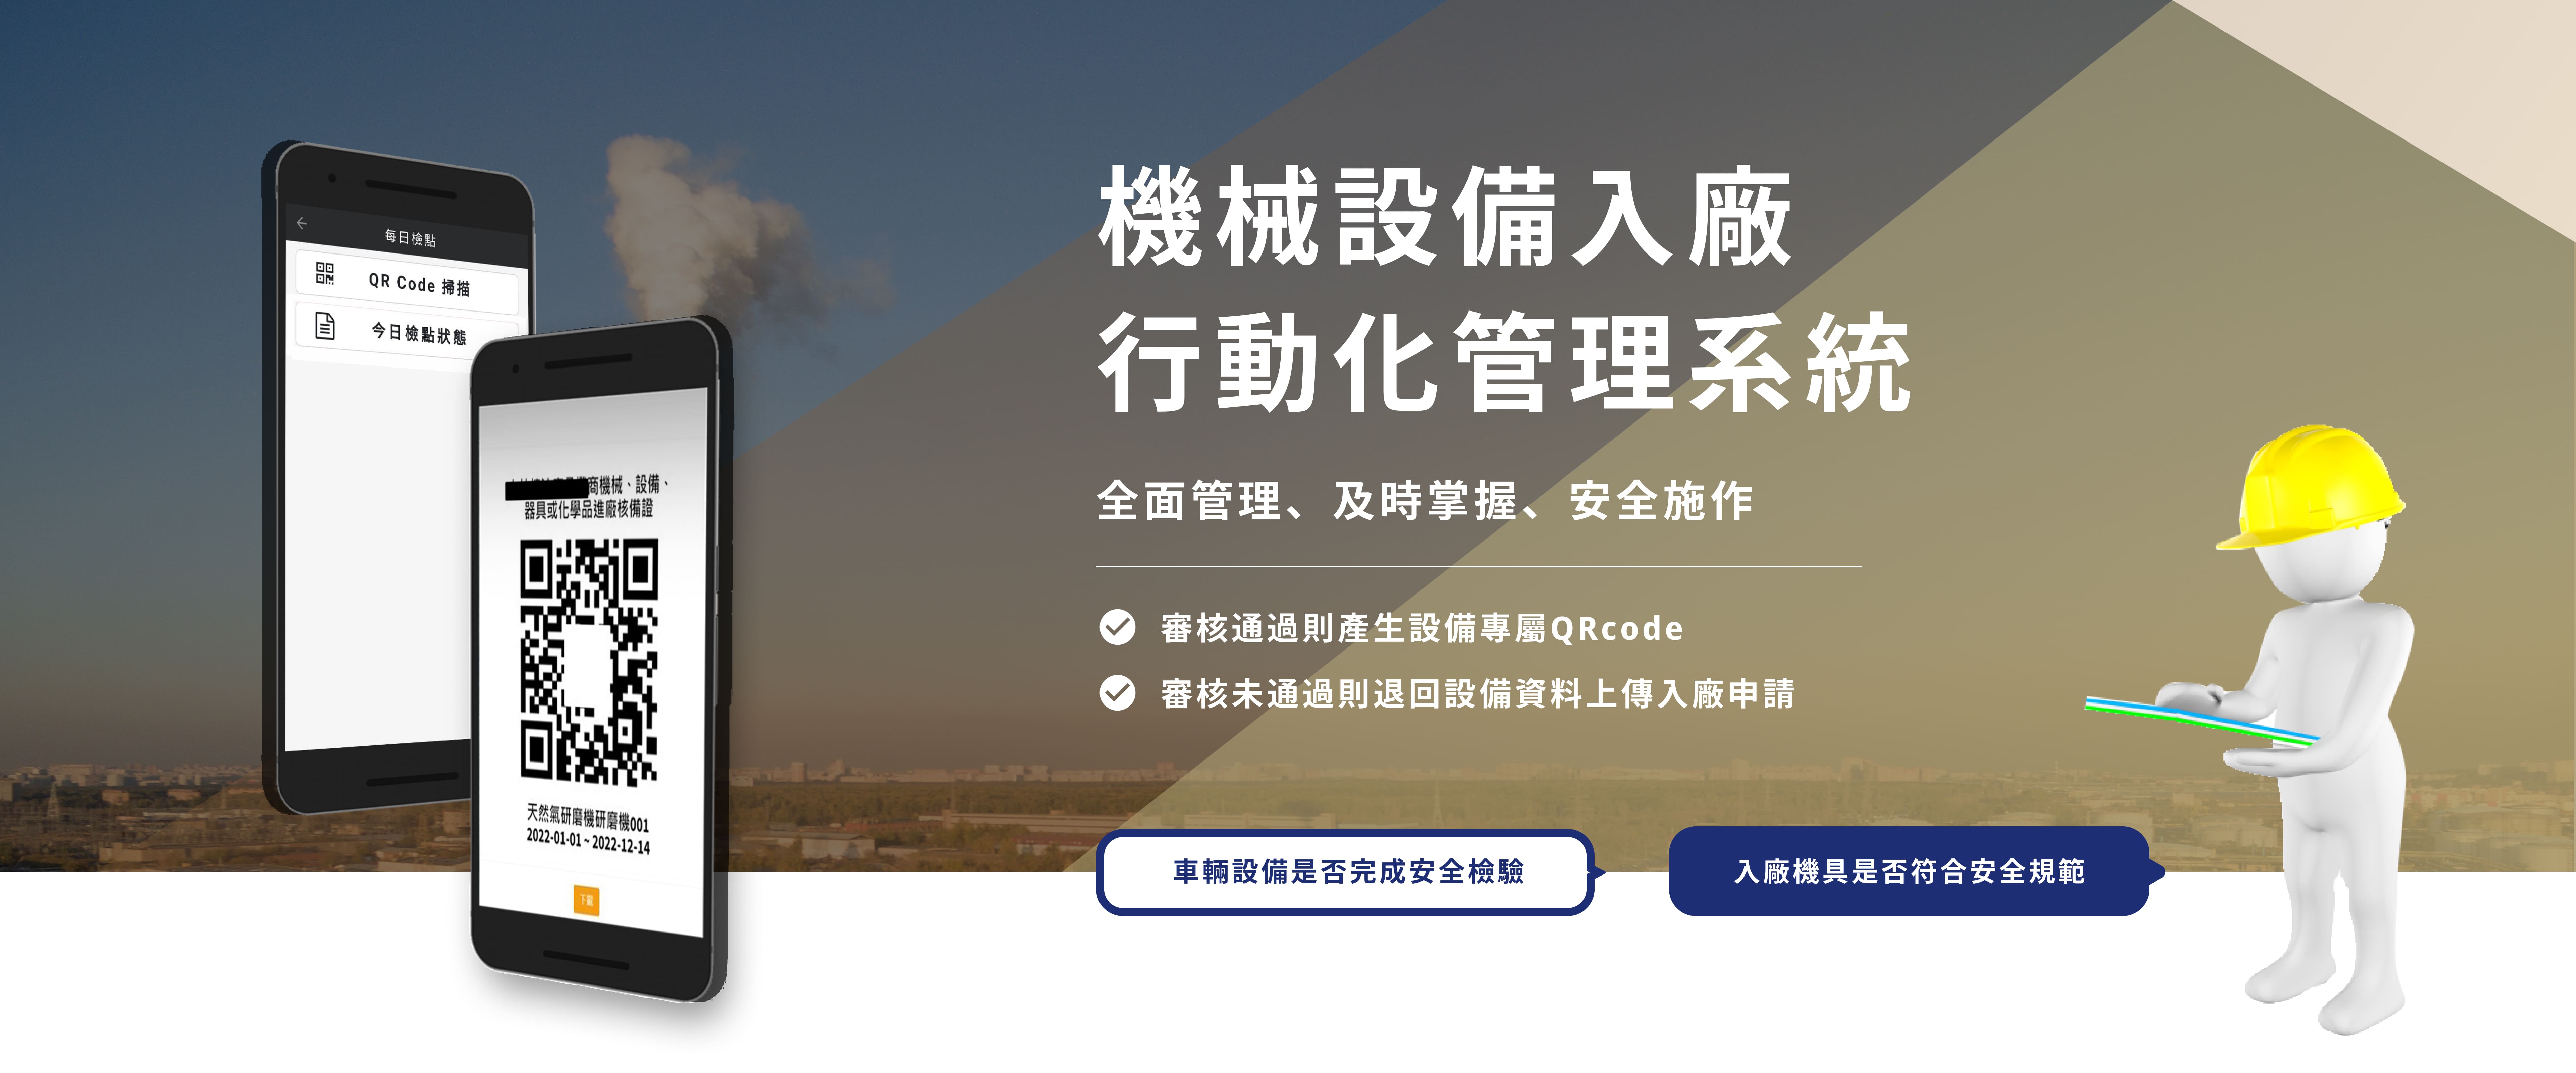 每日檢點
QR Code 掃描
今日檢點狀態
商機械、設備、
器具或化學品進廠核備證
天然氣研磨機研磨機001
2022-01-01 ~ 2022-12-14
下載
機械設備入廠
行動化管理系統
全面管理、及時掌握、安全施作
審核通過則產生設備專屬QRcode
審核未通過則退回設備資料上傳入廠申請
車輛設備是否完成安全檢驗
入廠機具是否符合安全規範